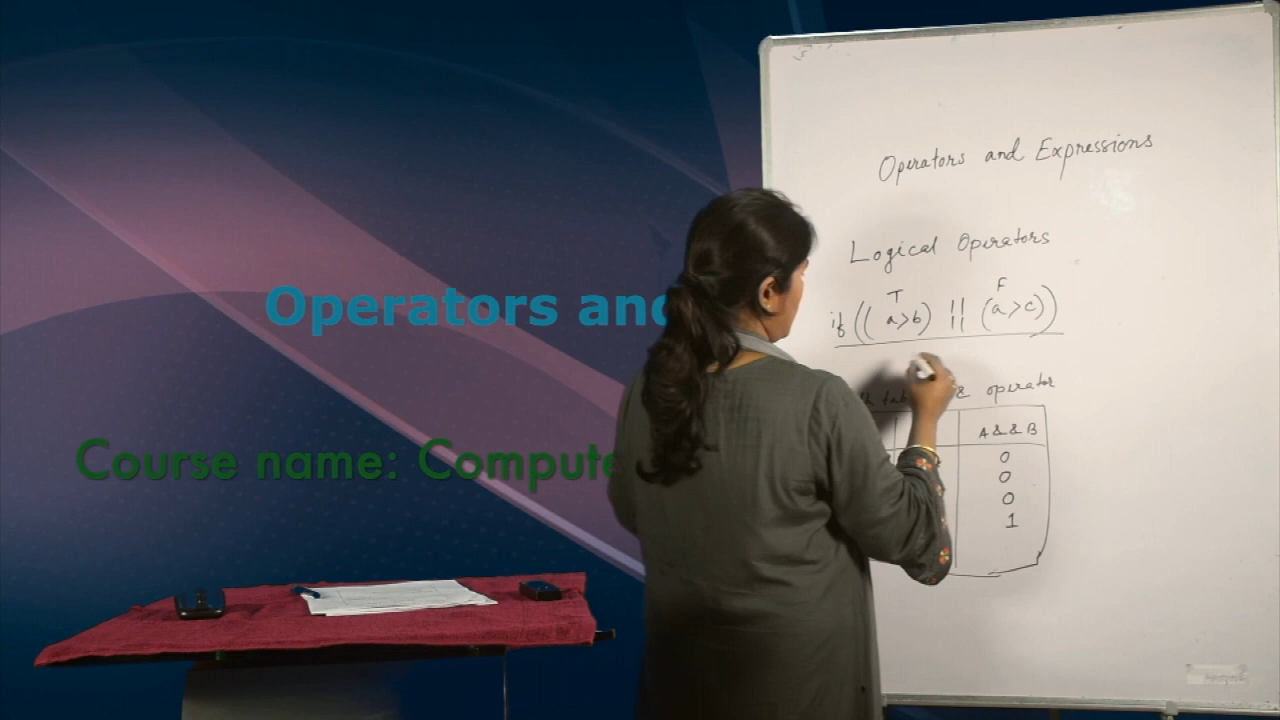 Operators and Expressions
Logical Operators
T F
if ((a>b) || (a>c))
& operator
A && B
0
0
0
1
Operators and
Course name: Compute